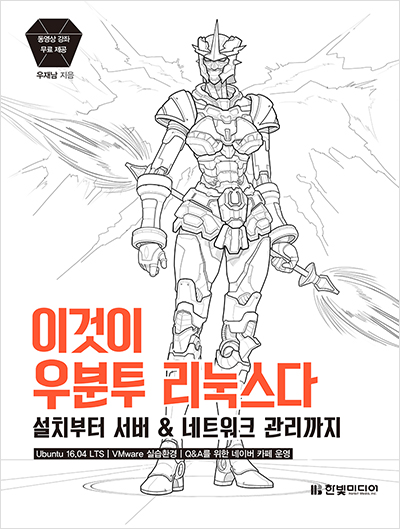 동영상 강좌
무료 제공
우재남 지음
이것이
우분투 리눅스다
설치부터 서버 & 네트워크 관리까지
Ubuntu 16.04 LTS | VMware 실습환경 | Q&A를 위한 네이버 카페 운영
한빛미디어
Hanbit Media, Inc.